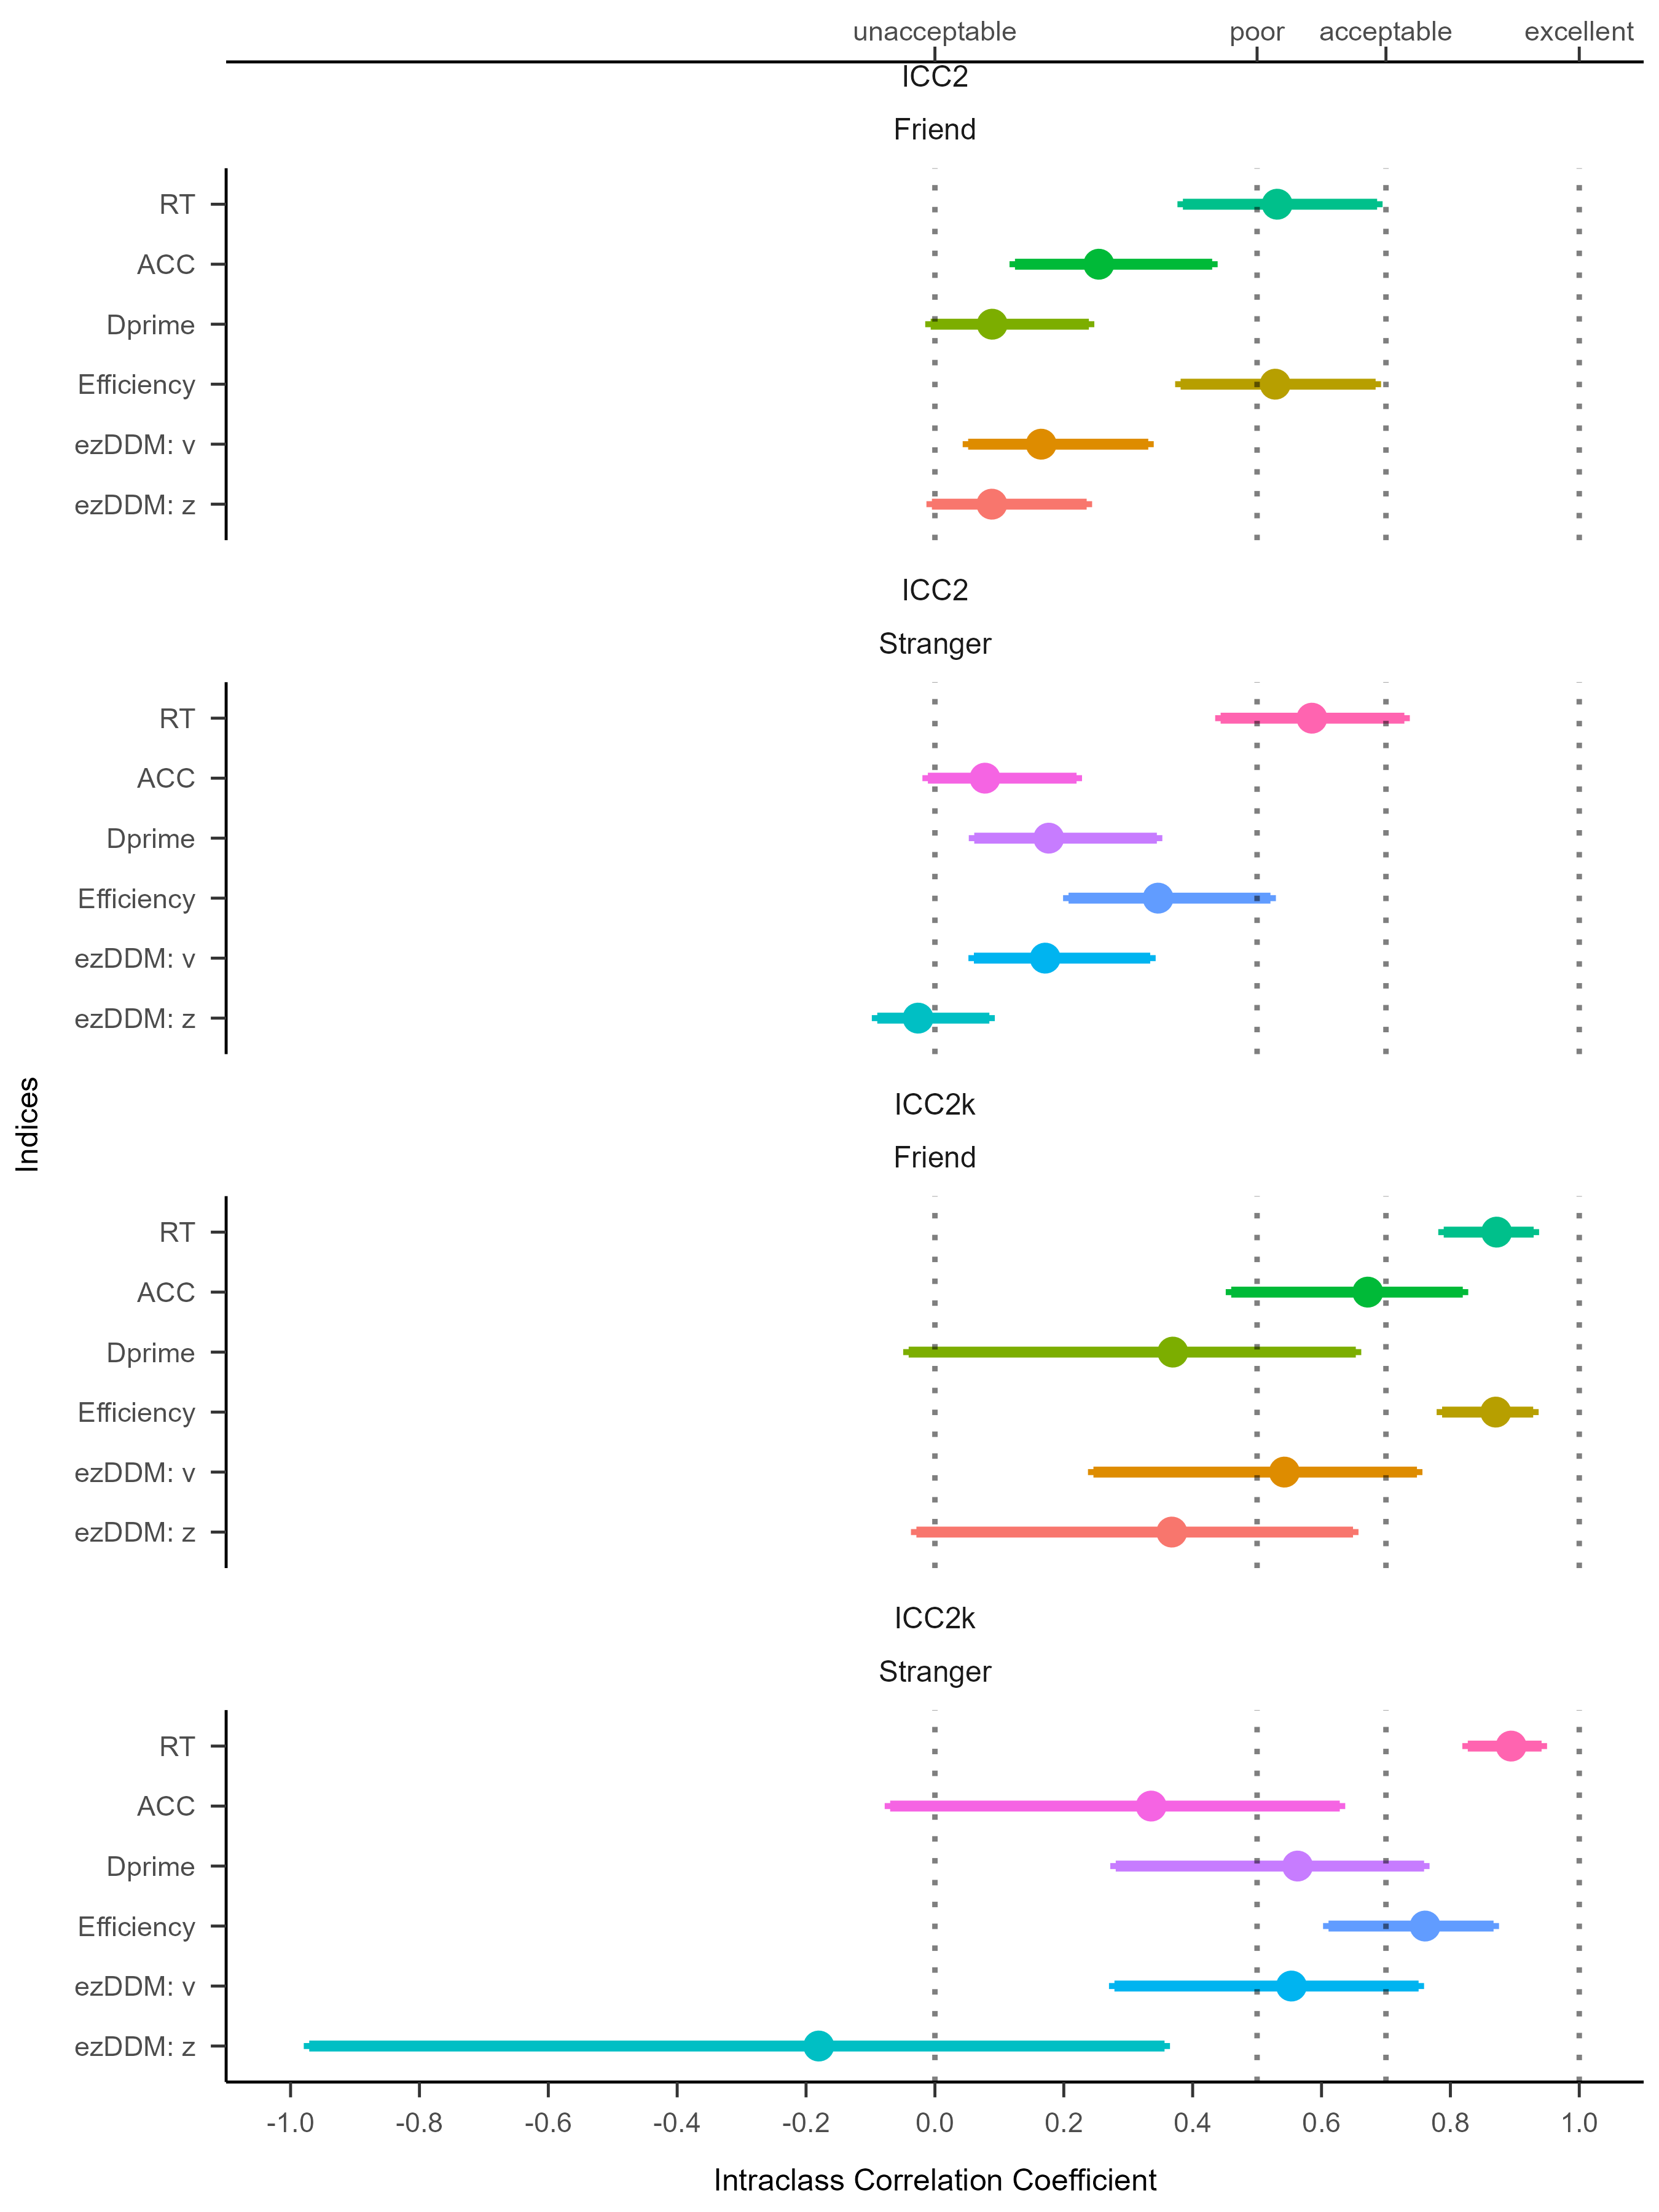 unacceptable poor acceptable excellent
ICC2
Friend
RT
ACC
Dprime
Efficiency
ezDDM: v
ezDDM: z
ICC2
Stranger
RT
ACC
Dprime
Efficiency
ezDDM: v
ezDDM: z
Indices
ICC2k
Friend
RT
ACC
Dprime
Efficiency
ezDDM: v
ezDDM: z
ICC2k
Stranger
RT
ACC
Dprime
Efficiency
ezDDM: v
ezDDM: z
-1.0 -0.8 -0.6 -0.4 -0.2 0.0 0.2 0.4 0.6 0.8 1.0
Intraclass Correlation Coefficient